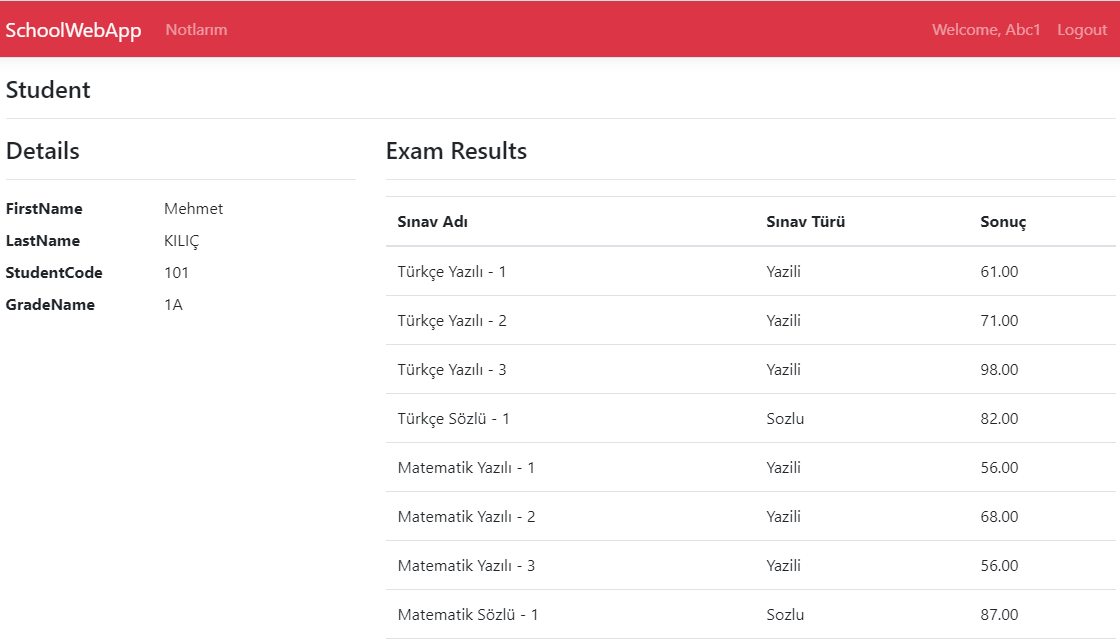 SchoolWebApp Notlarım Welcome, Abc1 Logout
Student
Details
FirstName Mehmet
LastName KILIÇ
StudentCode 101
GradeName 1A
Exam Results
Sınav Adı Sınav Türü Sonuç
Türkçe Yazılı - 1 Yazili 61.00
Türkçe Yazılı - 2 Yazili 71.00
Türkçe Yazılı - 3 Yazili 98.00
Türkçe Sözlü - 1 Sozlu 82.00
Matematik Yazılı - 1 Yazili 56.00
Matematik Yazılı - 2 Yazili 68.00
Matematik Yazılı - 3 Yazili 56.00
Matematik Sözlü - 1 Sozlu 87.00